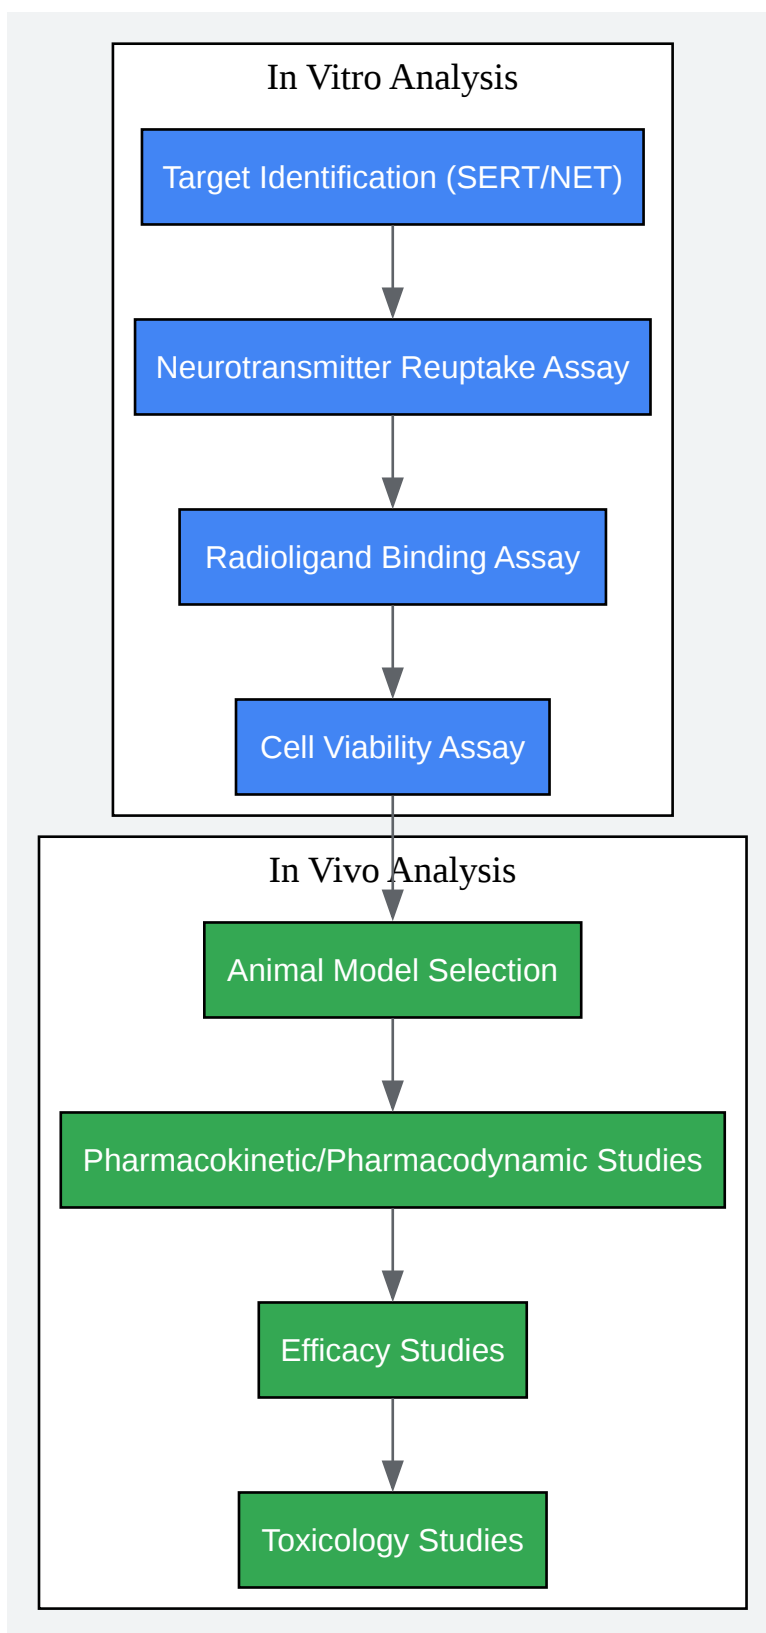 In Vitro Analysis
Target Identification (SERT/NET)
Neurotransmitter Reuptake Assay
Radioligand Binding Assay
Cell Viability Assay
In Vivo Analysis
Animal Model Selection
Pharmacokinetic/Pharmacodynamic Studies
Efficacy Studies
Toxicology Studies